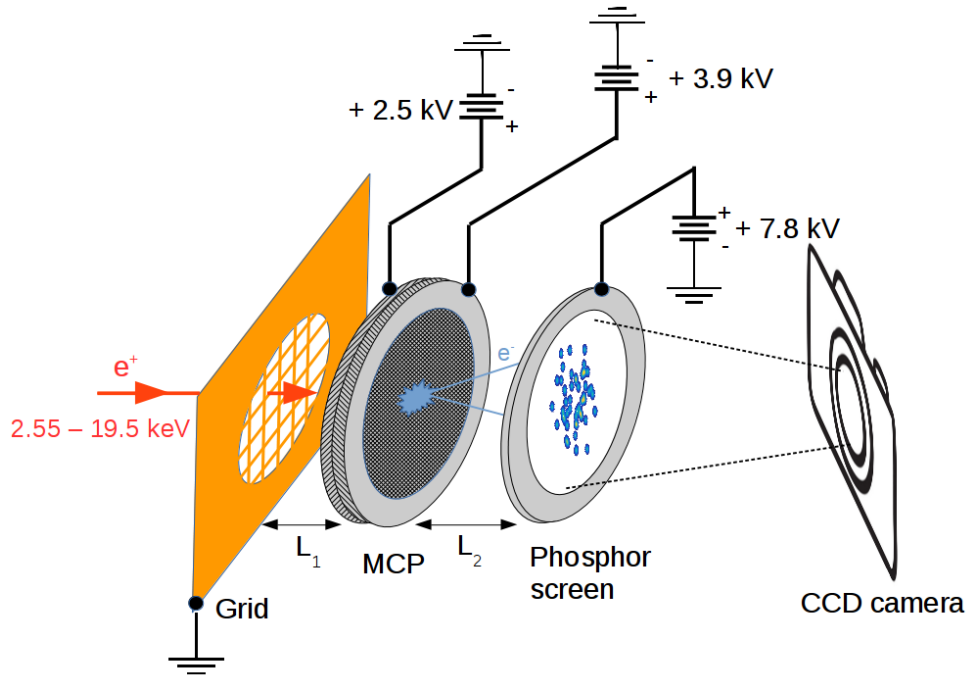 -
+ 2.5 kV
+
-
+ 3.9 kV
+
+
+ 7.8 kV
-
e+
2.55 – 19.5 keV
e-
L1
MCP
L2
Phosphor
screen
Grid
CCD camera